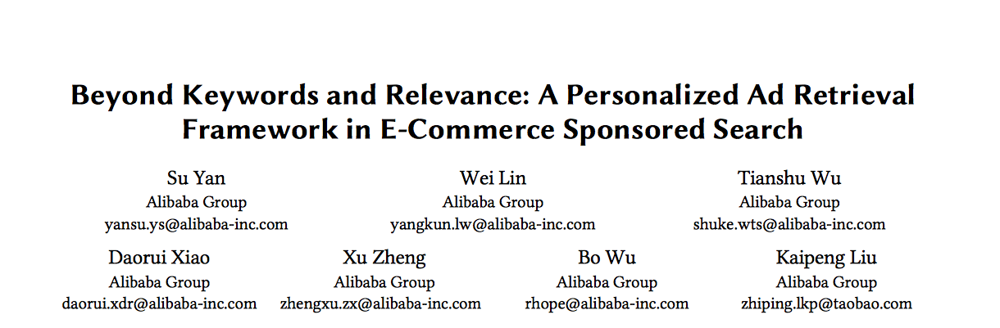 Beyond Keywords and Relevance: A Personalized Ad Retrieval
Framework in E-Commerce Sponsored Search
Su Yan Wei Lin Tianshu Wu
Alibaba Group Alibaba Group Alibaba Group
yansu.ys@alibaba-inc.com yangkun.lw@alibaba-inc.com shuke.wts@alibaba-inc.com
Daorui Xiao Xu Zheng Bo Wu Kaipeng Liu
Alibaba Group Alibaba Group Alibaba Group Alibaba Group
daorui.xdr@alibaba-inc.com zhengxu.zx@alibaba-inc.com rhope@alibaba-inc.com zhiping.lkp@taobao.com